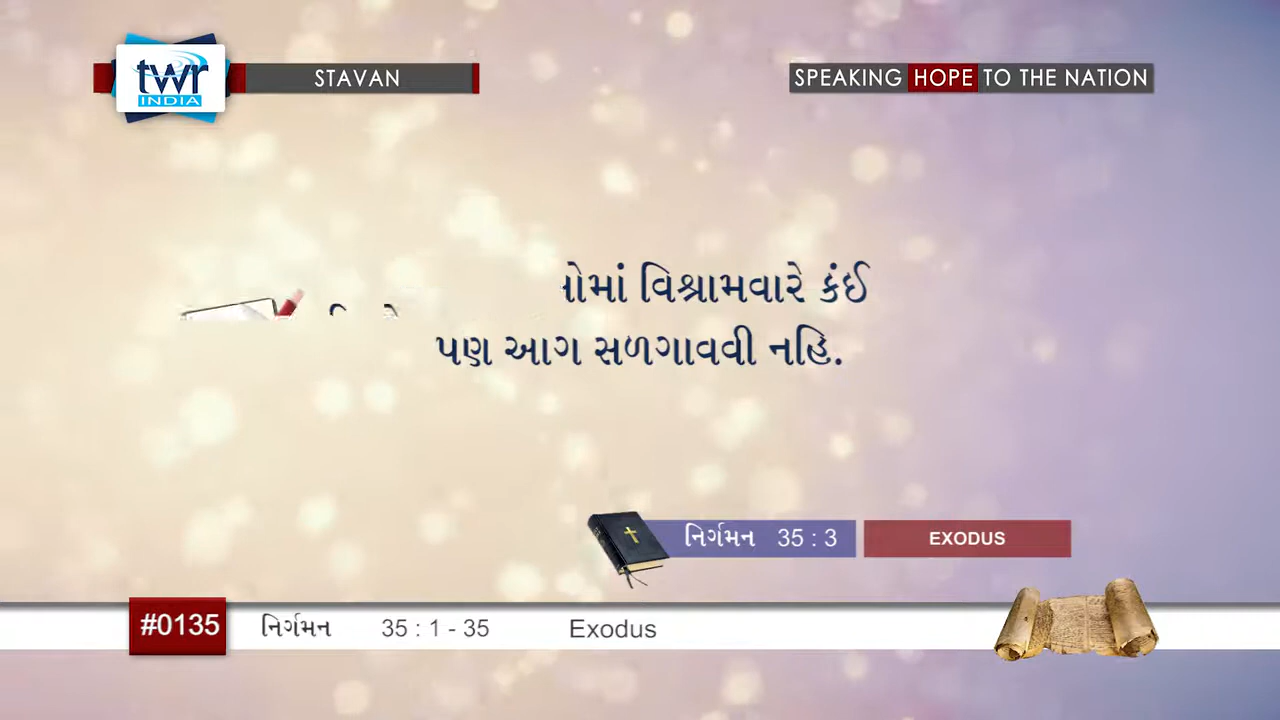 twr
INDIA
STAVAN
SPEAKING HOPE TO THE NATION
વિશ્રામવારે કંઈ
પણ આગ સળગાવવી નહિ.
નિર્ગમન 35 : 3
EXODUS
#0135
નિર્ગમન 35 : 1 - 35 Exodus